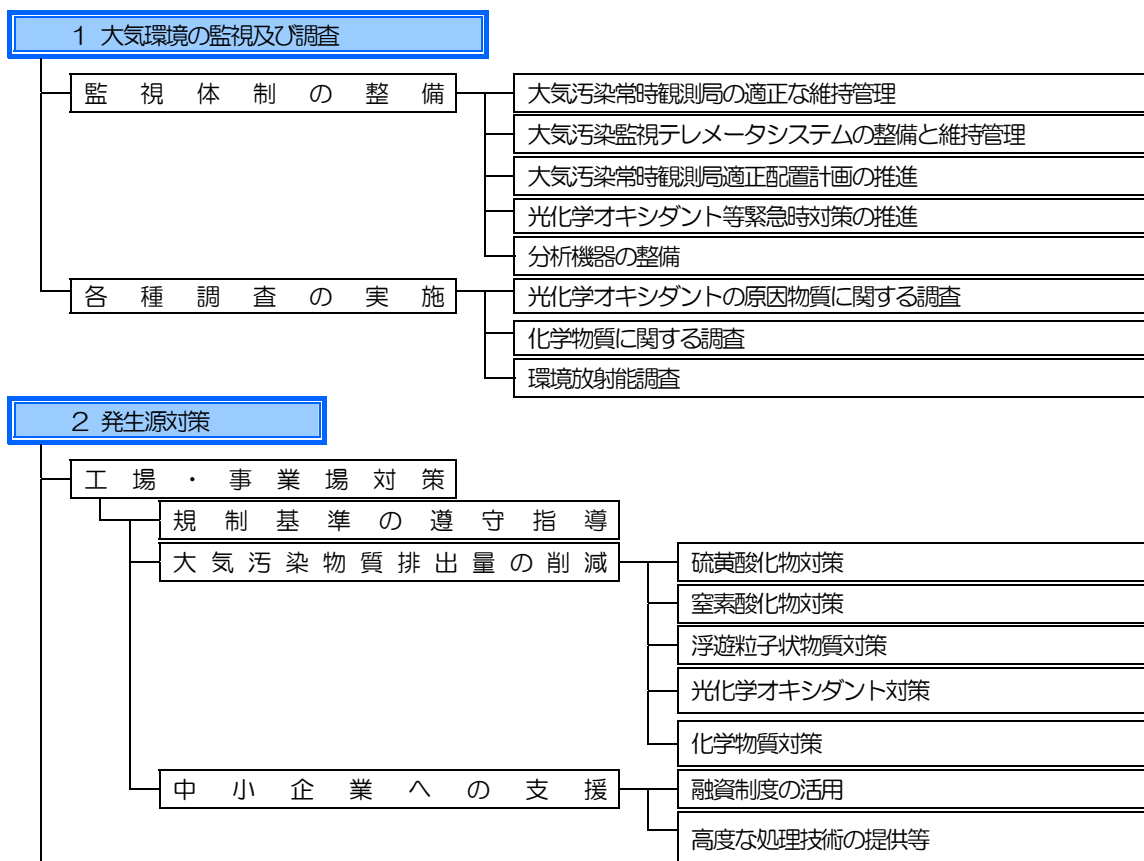 1 大気環境の監視及び調査
監視体制の整備
大気汚染常時観測局の適正な維持管理
大気汚染監視テレメータシステムの整備と維持管理
大気汚染常時観測局適正配置計画の推進
光化学オキシダント等緊急時対策の推進
分析機器の整備
各種調査の実施
光化学オキシダントの原因物質に関する調査
化学物質に関する調査
環境放射能調査
2 発生源対策
工場・事業場対策
規制基準の遵守指導
大気汚染物質排出量の削減
硫黄酸化物対策
窒素酸化物対策
浮遊粒子状物質対策
光化学オキシダント対策
化学物質対策
中小企業への支援
融資制度の活用
高度な処理技術の提供等